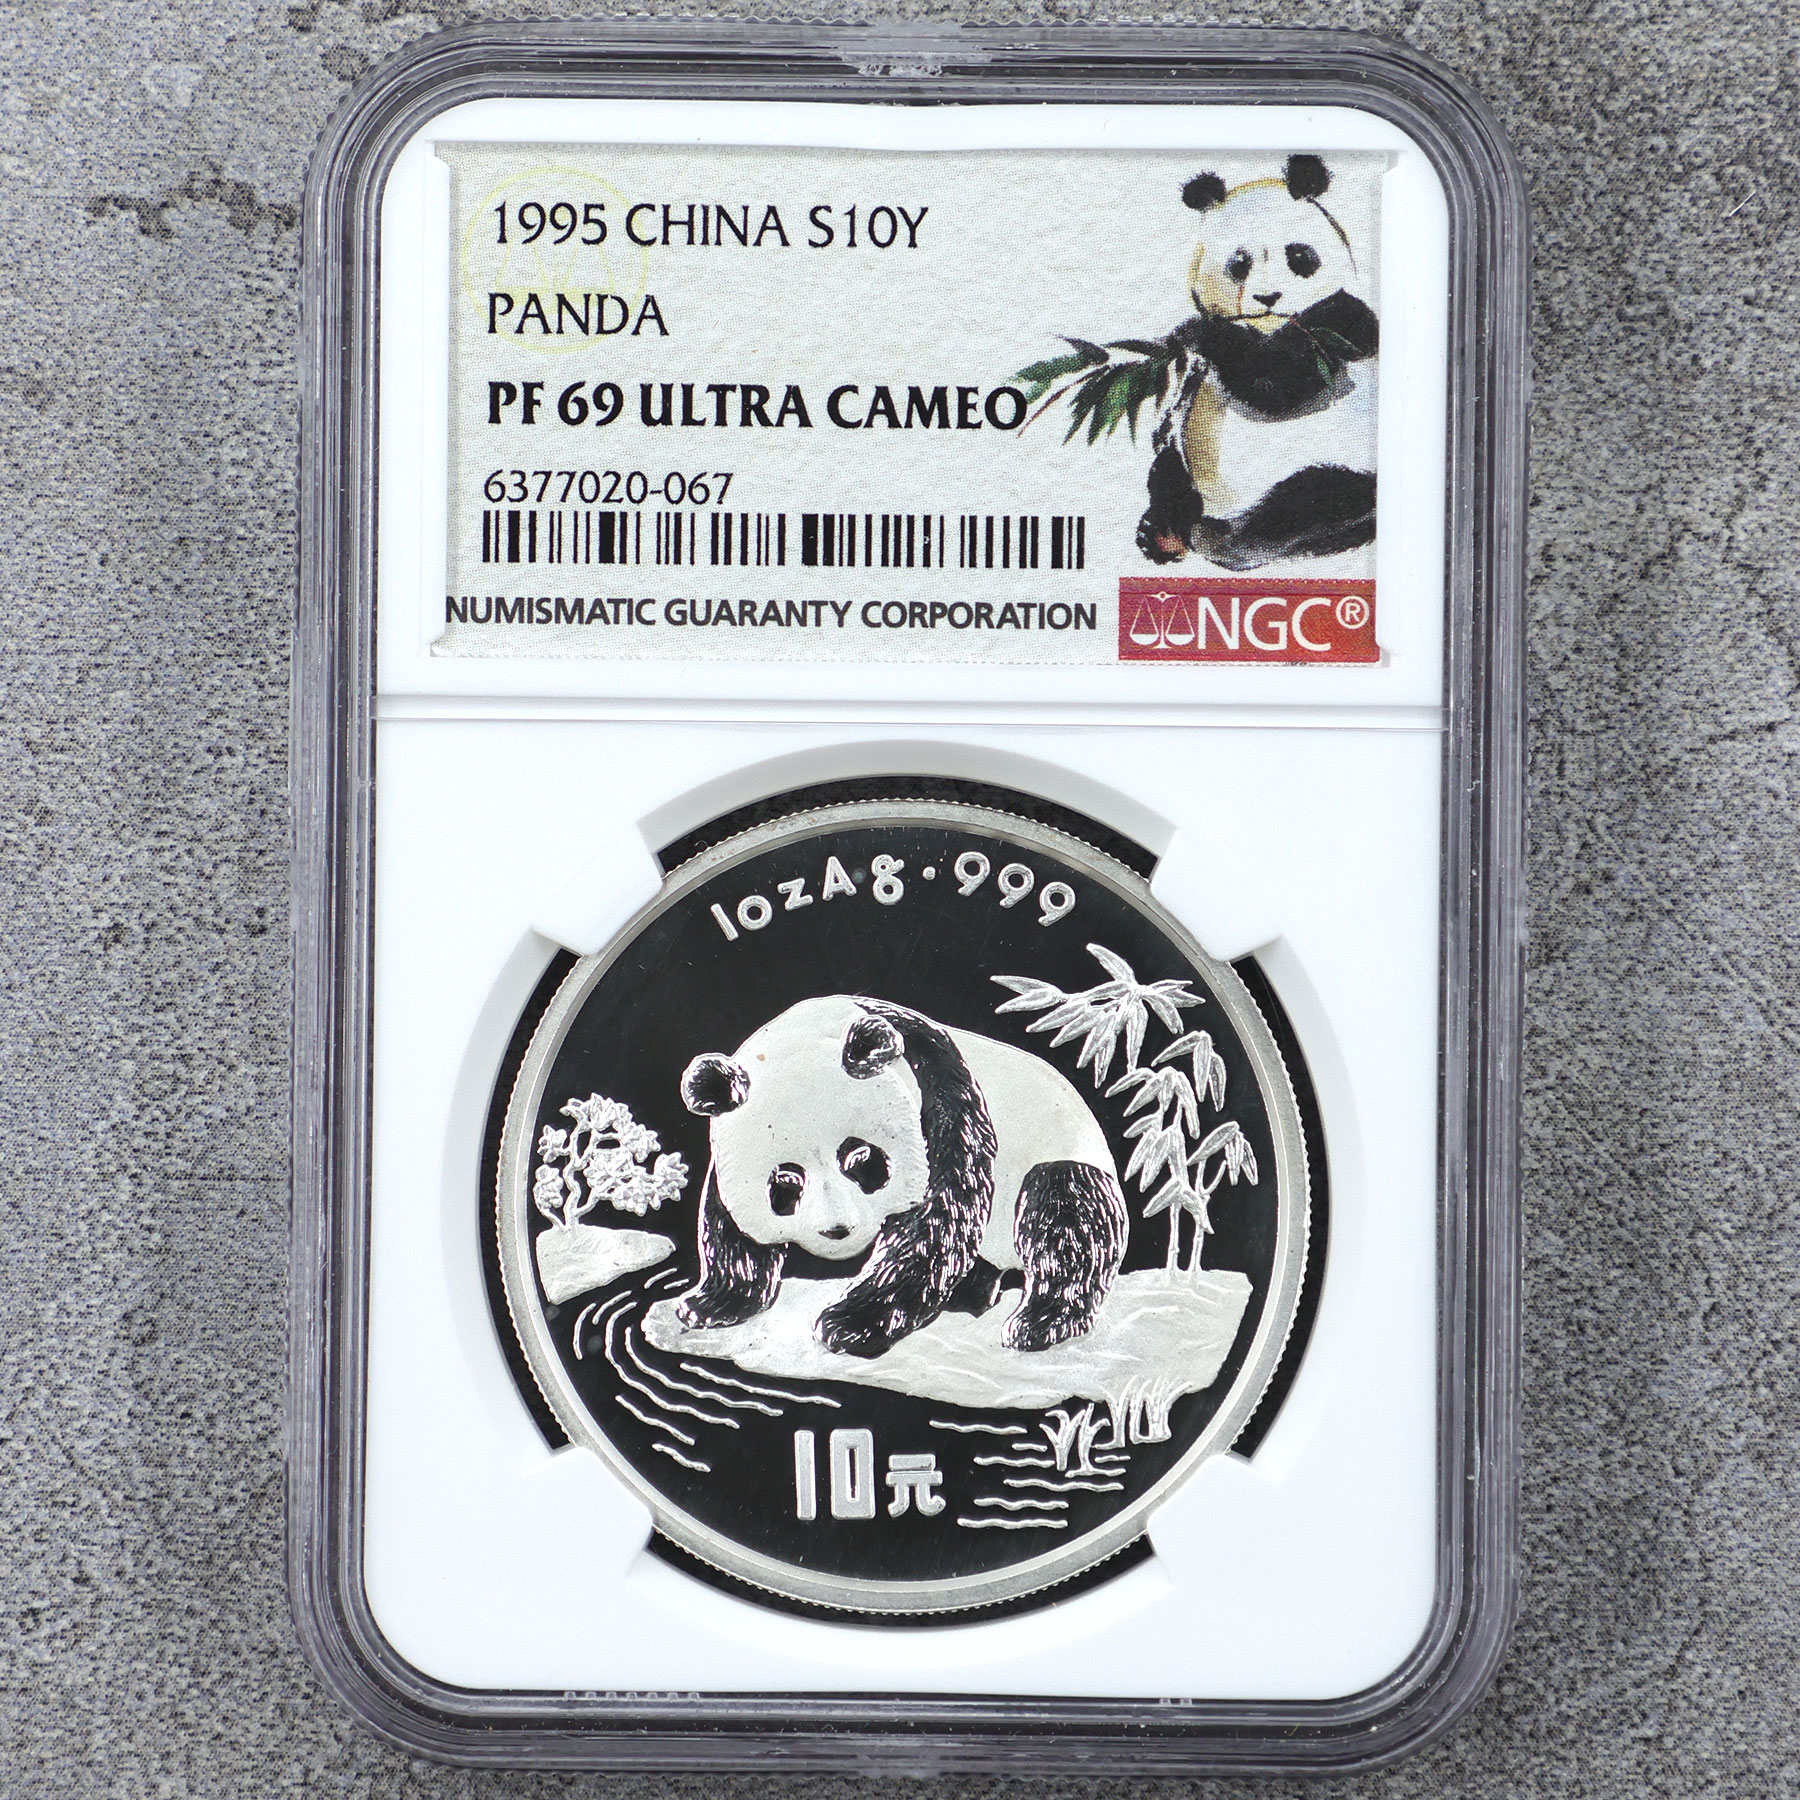 1995 CHINA S10Y
PANDA
PF 69 ULTRA CAMEO
6377020-067
NUMISMATIC GUARANTY CORPORATION
NGC®
1ozAg·999
10元